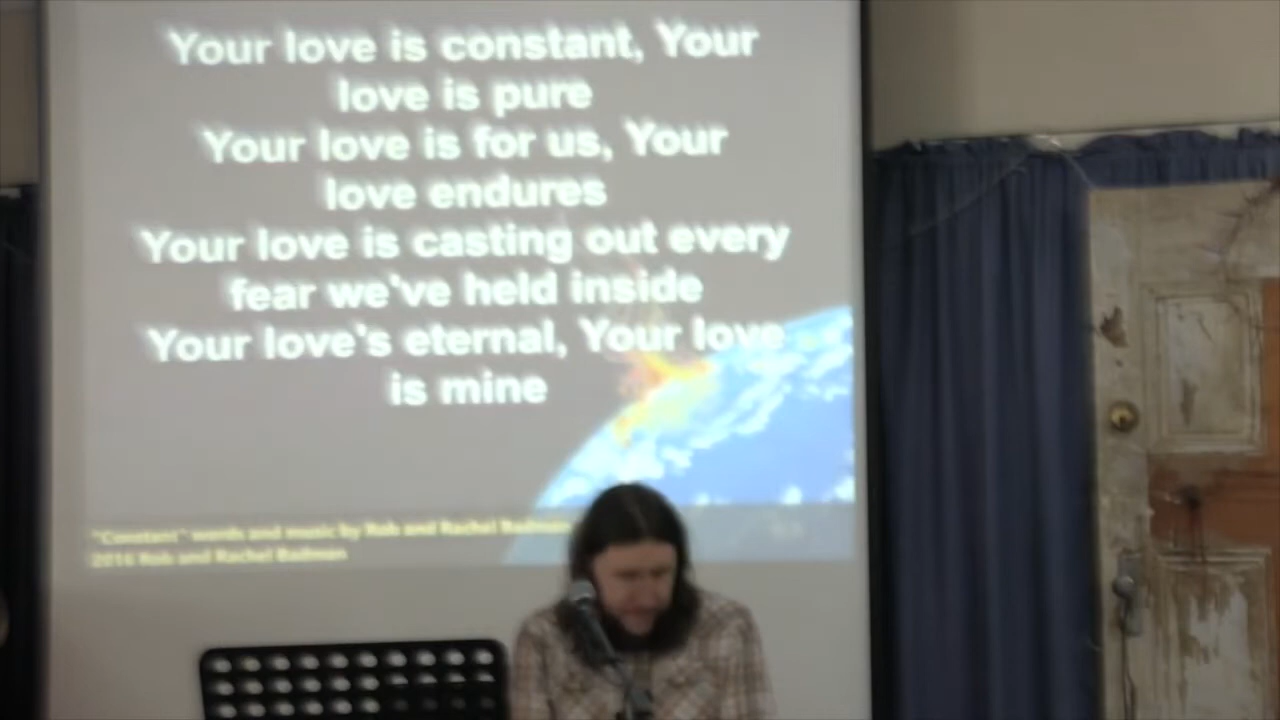 Your love is constant, Your
love is pure
Your love is for us, Your
love endures
Your love is casting out every
fear we've held inside
Your love's eternal, Your love
is mine
"Constant" words and music by Rob and Rachel Redman
2016 Rob and Rachel Redman